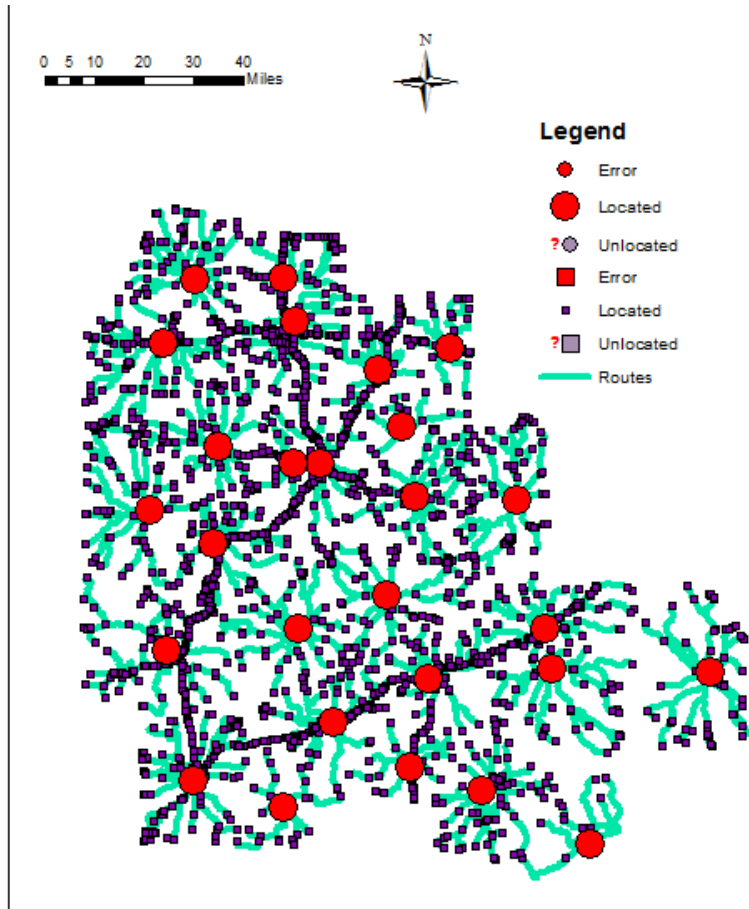 N
0 5 10 20 30 40
Miles
Legend
Error
Located
? Unlocated
Error
Located
? Unlocated
Routes